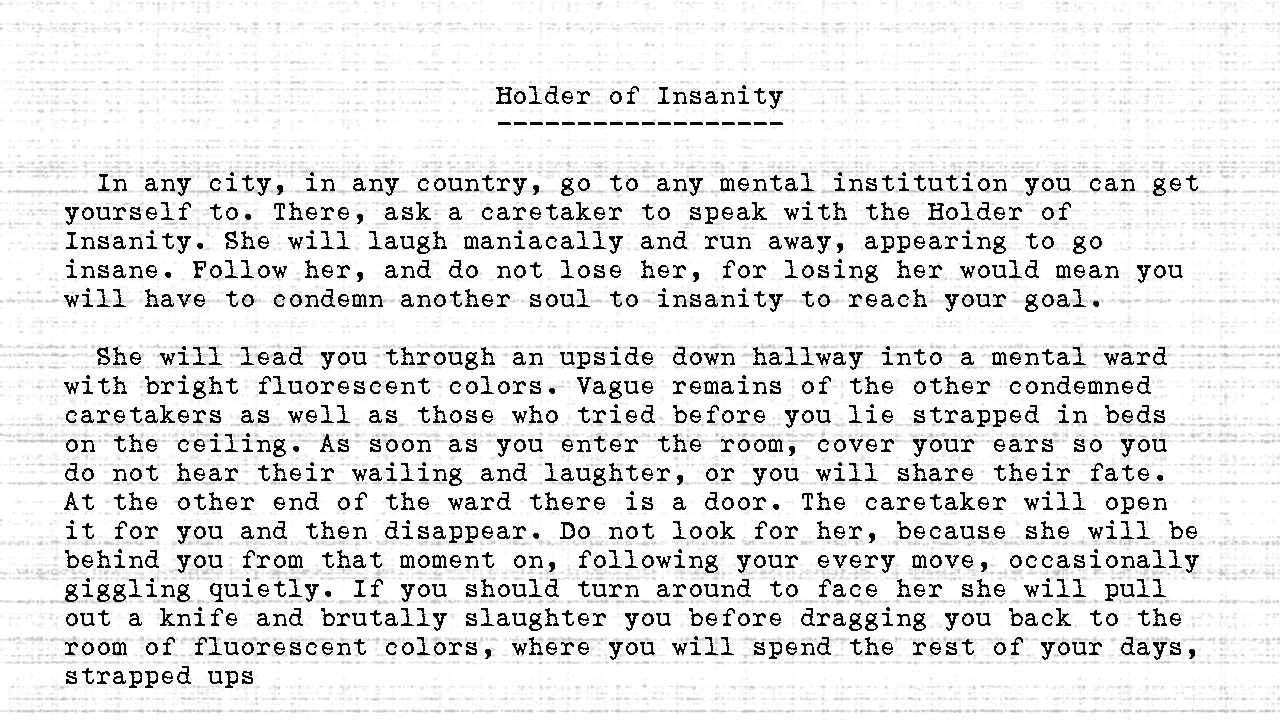 Holder of Insanity
------------------
In any city, in any country, go to any mental institution you can get
yourself to. There, ask a caretaker to speak with the Holder of
Insanity. She will laugh maniacally and run away, appearing to go
insane. Follow her, and do not lose her, for losing her would mean you
will have to condemn another soul to insanity to reach your goal.
She will lead you through an upside down hallway into a mental ward
with bright fluorescent colors. Vague remains of the other condemned
caretakers as well as those who tried before you lie strapped in beds
on the ceiling. As soon as you enter the room, cover your ears so you
do not hear their wailing and laughter, or you will share their fate.
At the other end of the ward there is a door. The caretaker will open
it for you and then disappear. Do not look for her, because she will be
behind you from that moment on, following your every move, occasionally
giggling quietly. If you should turn around to face her she will pull
out a knife and brutally slaughter you before dragging you back to the
room of fluorescent colors, where you will spend the rest of your days,
strapped ups